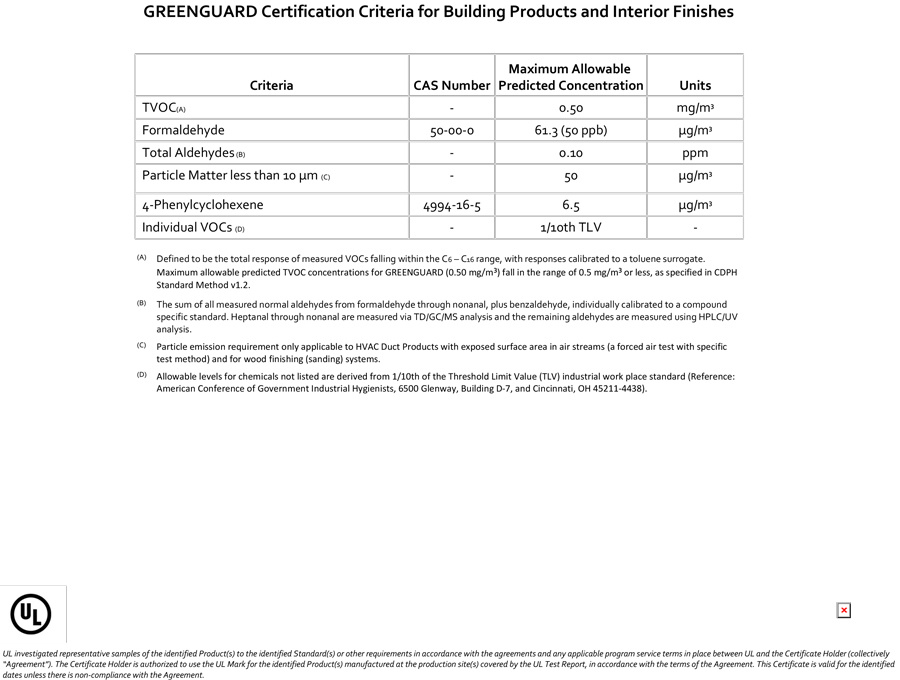 GREENGUARD Certification Criteria for Building Products and Interior Finishes
Criteria CAS Number Maximum Allowable Predicted Concentration Units
TVOC(A) - 0.50 mg/m³
Formaldehyde 50-00-0 61.3 (50 ppb) µg/m³
Total Aldehydes (B) - 0.10 ppm
Particle Matter less than 10 µm (C) - 50 µg/m³
4-Phenylcyclohexene 4994-16-5 6.5 µg/m³
Individual VOCs (D) - 1/10th TLV -
(A) Defined to be the total response of measured VOCs falling within the C6 – C16 range, with responses calibrated to a toluene surrogate.
Maximum allowable predicted TVOC concentrations for GREENGUARD (0.50 mg/m³) fall in the range of 0.5 mg/m³ or less, as specified in CDPH
Standard Method v1.2.
(B) The sum of all measured normal aldehydes from formaldehyde through nonanal, plus benzaldehyde, individually calibrated to a compound
specific standard. Heptanal through nonanal are measured via TD/GC/MS analysis and the remaining aldehydes are measured using HPLC/UV
analysis.
(C) Particle emission requirement only applicable to HVAC Duct Products with exposed surface area in air streams (a forced air test with specific
test method) and for wood finishing (sanding) systems.
(D) Allowable levels for chemicals not listed are derived from 1/10th of the Threshold Limit Value (TLV) industrial work place standard (Reference:
American Conference of Government Industrial Hygienists, 6500 Glenway, Building D-7, and Cincinnati, OH 45211-4438).
UL
UL investigated representative samples of the identified Product(s) to the identified Standard(s) or other requirements in accordance with the agreements and any applicable program service terms in place between UL and the Certificate Holder (collectively
"Agreement"). The Certificate Holder is authorized to use the UL Mark for the identified Product(s) manufactured at the production site(s) covered by the UL Test Report, in accordance with the terms of the Agreement. This Certificate is valid for the identified
dates unless there is non-compliance with the Agreement.